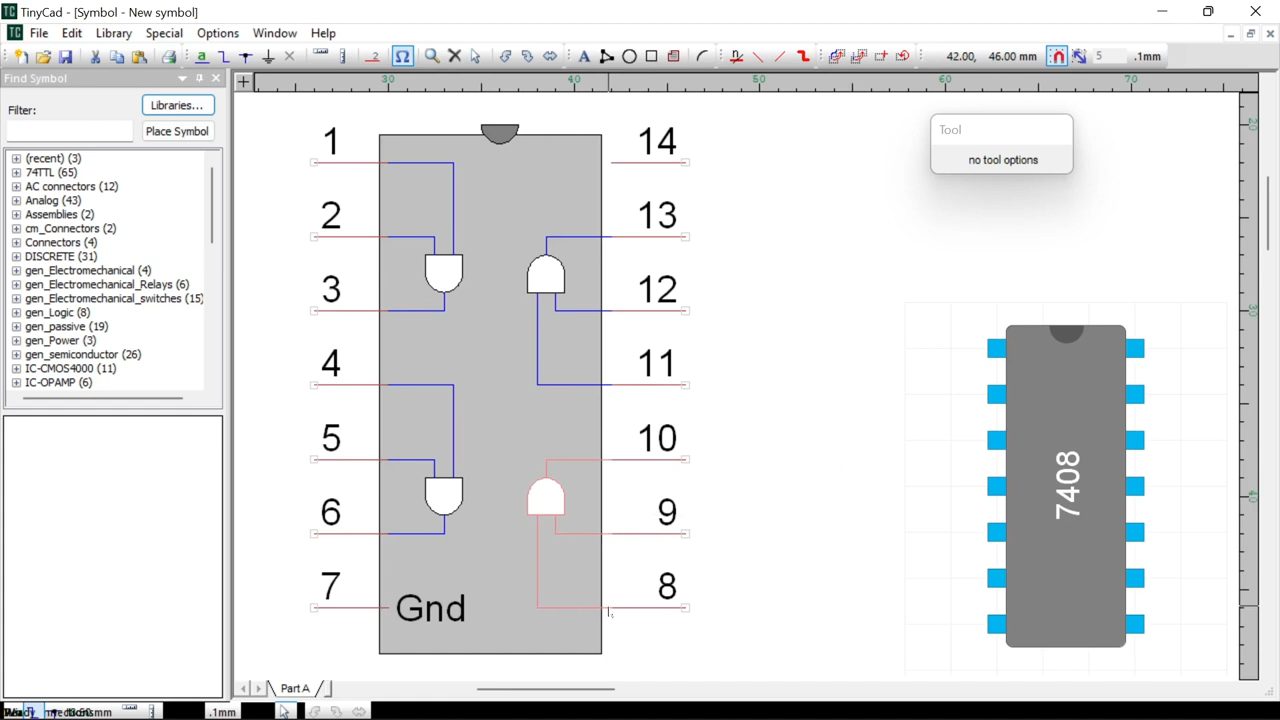 TinyCad - [Symbol - New symbol]
File Edit Library Special Options Window Help
42.00, 46.00 mm 5 .1mm
Find Symbol
Filter:
Libraries...
Place Symbol
(recent) (3)
74TTL (65)
AC connectors (12)
Analog (43)
Assemblies (2)
cm_Connectors (2)
Connectors (4)
DISCRETE (31)
gen_Electromechanical (4)
gen_Electromechanical_Relays (6)
gen_Electromechanical_switches (15)
gen_Logic (8)
gen_passive (19)
gen_Power (3)
gen_semiconductor (26)
IC-CMOS4000 (11)
IC-OPAMP (6)
30 40 50 60 70
20
30
40
1 14
2 13
3 12
4 11
5 10
6 9
7 8
Gnd
Tool
no tool options
7408
Part A
.1mm